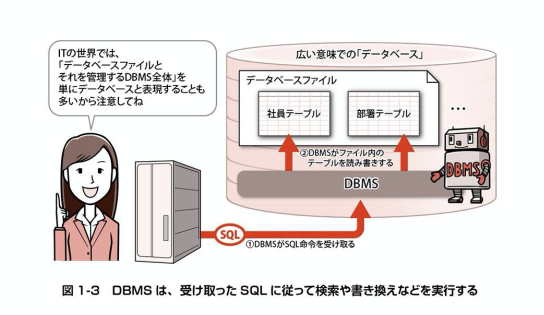 ITの世界では、
「データベースファイルと
それを管理するDBMS全体」を
単にデータベースと表現することも
多いから注意してね
広い意味での「データベース」
データベースファイル
社員テーブル
部署テーブル
…
②DBMSがファイル内の
テーブルを読み書きする
DBMS
DBMS
SQL
①DBMSがSQL命令を受け取る
図1-3 DBMSは、受け取ったSQLに従って検索や書き換えなどを実行する